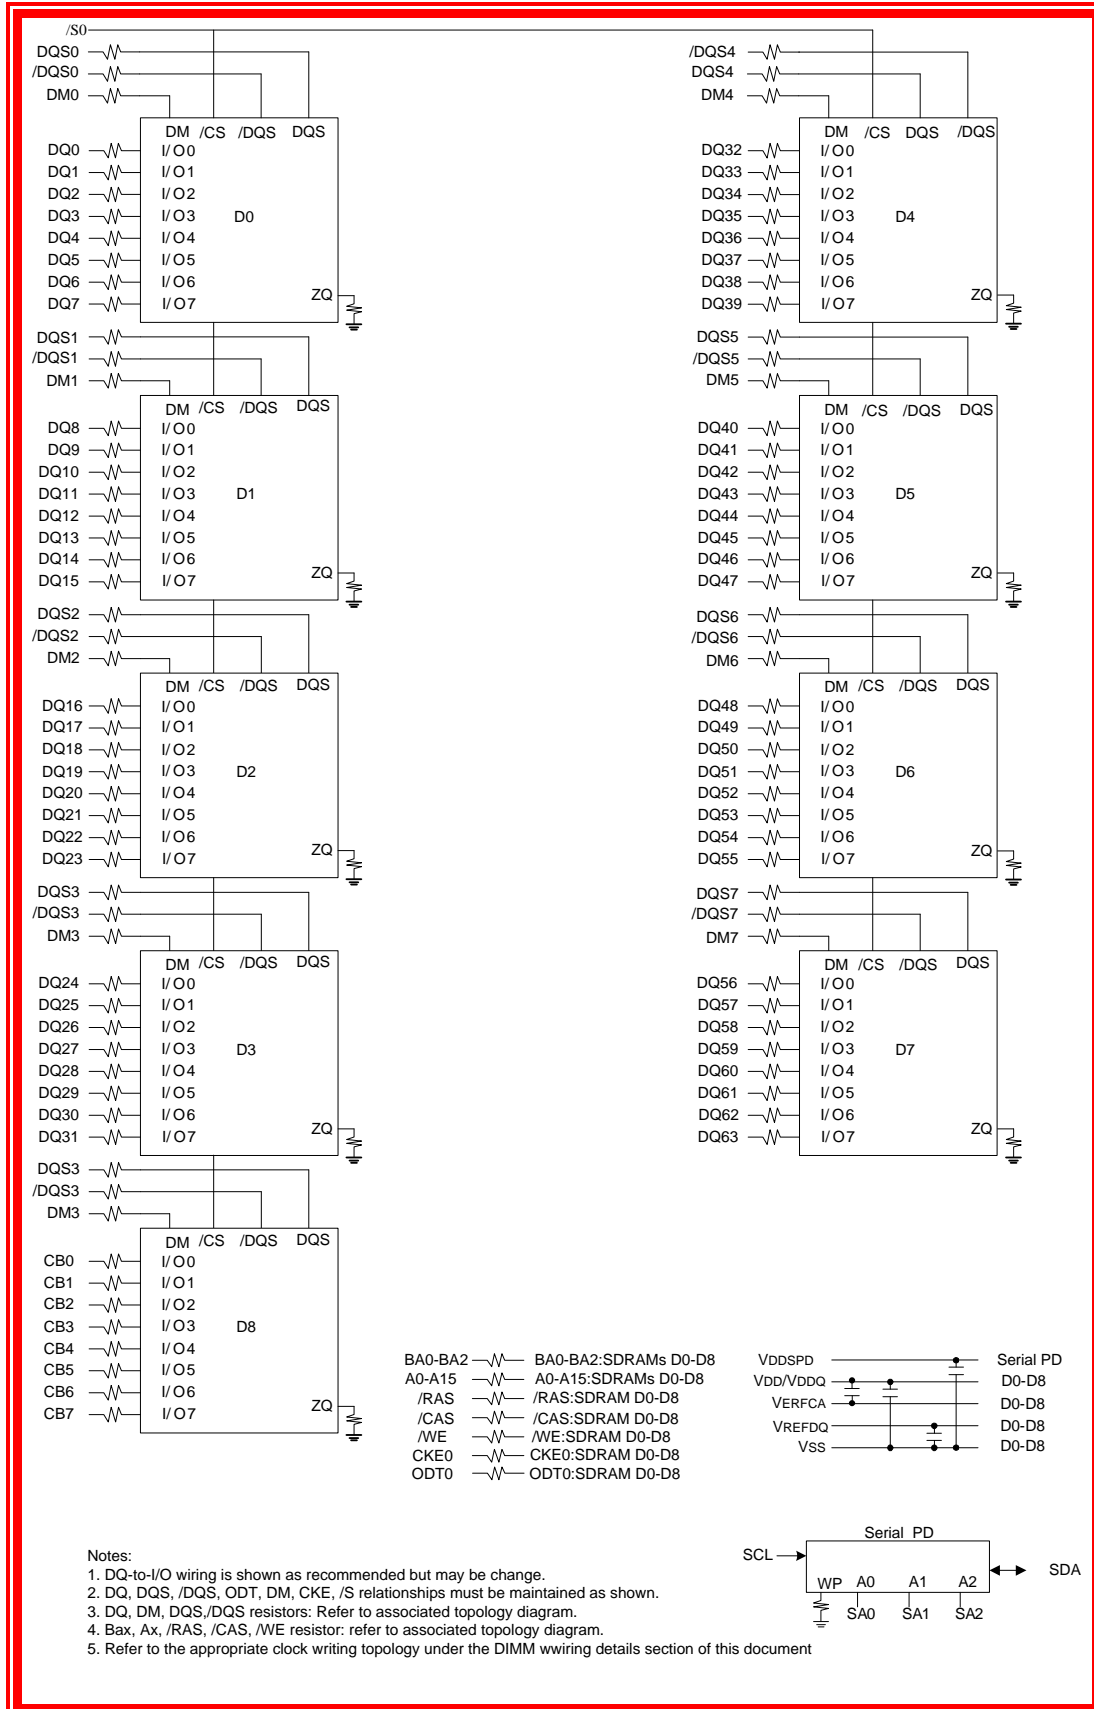 /S0
DQS0
/DQS0
DM0
DM /CS /DQS DQS
DQ0 I/O0
DQ1 I/O1
DQ2 I/O2
DQ3 I/O3 D0
DQ4 I/O4
DQ5 I/O5
DQ6 I/O6
DQ7 I/O7
ZQ
DQS1
/DQS1
DM1
DM /CS /DQS DQS
DQ8 I/O0
DQ9 I/O1
DQ10 I/O2
DQ11 I/O3 D1
DQ12 I/O4
DQ13 I/O5
DQ14 I/O6
DQ15 I/O7
ZQ
DQS2
/DQS2
DM2
DM /CS /DQS DQS
DQ16 I/O0
DQ17 I/O1
DQ18 I/O2
DQ19 I/O3 D2
DQ20 I/O4
DQ21 I/O5
DQ22 I/O6
DQ23 I/O7
ZQ
DQS3
/DQS3
DM3
DM /CS /DQS DQS
DQ24 I/O0
DQ25 I/O1
DQ26 I/O2
DQ27 I/O3 D3
DQ28 I/O4
DQ29 I/O5
DQ30 I/O6
DQ31 I/O7
ZQ
DQS3
/DQS3
DM3
DM /CS /DQS DQS
CB0 I/O0
CB1 I/O1
CB2 I/O2
CB3 I/O3 D8
CB4 I/O4
CB5 I/O5
CB6 I/O6
CB7 I/O7
ZQ
/DQS4
DQS4
DM4
DM /CS DQS /DQS
DQ32 I/O0
DQ33 I/O1
DQ34 I/O2
DQ35 I/O3 D4
DQ36 I/O4
DQ37 I/O5
DQ38 I/O6
DQ39 I/O7
ZQ
DQS5
/DQS5
DM5
DM /CS /DQS DQS
DQ40 I/O0
DQ41 I/O1
DQ42 I/O2
DQ43 I/O3 D5
DQ44 I/O4
DQ45 I/O5
DQ46 I/O6
DQ47 I/O7
ZQ
DQS6
/DQS6
DM6
DM /CS /DQS DQS
DQ48 I/O0
DQ49 I/O1
DQ50 I/O2
DQ51 I/O3 D6
DQ52 I/O4
DQ53 I/O5
DQ54 I/O6
DQ55 I/O7
ZQ
DQS7
/DQS7
DM7
DM /CS /DQS DQS
DQ56 I/O0
DQ57 I/O1
DQ58 I/O2
DQ59 I/O3 D7
DQ60 I/O4
DQ61 I/O5
DQ62 I/O6
DQ63 I/O7
ZQ
BA0-BA2 BA0-BA2:SDRAMs D0-D8
A0-A15 A0-A15:SDRAMs D0-D8
/RAS /RAS:SDRAM D0-D8
/CAS /CAS:SDRAM D0-D8
/WE /WE:SDRAM D0-D8
CKE0 CKE0:SDRAM D0-D8
ODT0 ODT0:SDRAM D0-D8
VDDSPD Serial PD
VDD/VDDQ D0-D8
VERFCA D0-D8
VREFDQ D0-D8
VSS D0-D8
Serial PD
SCL SDA
WP A0 A1 A2
SA0 SA1 SA2
Notes:
1. DQ-to-I/O wiring is shown as recommended but may be change.
2. DQ, DQS, /DQS, ODT, DM, CKE, /S relationships must be maintained as shown.
3. DQ, DM, DQS,/DQS resistors: Refer to associated topology diagram.
4. Bax, Ax, /RAS, /CAS, /WE resistor: refer to associated topology diagram.
5. Refer to the appropriate clock writing topology under the DIMM wwiring details section of this document